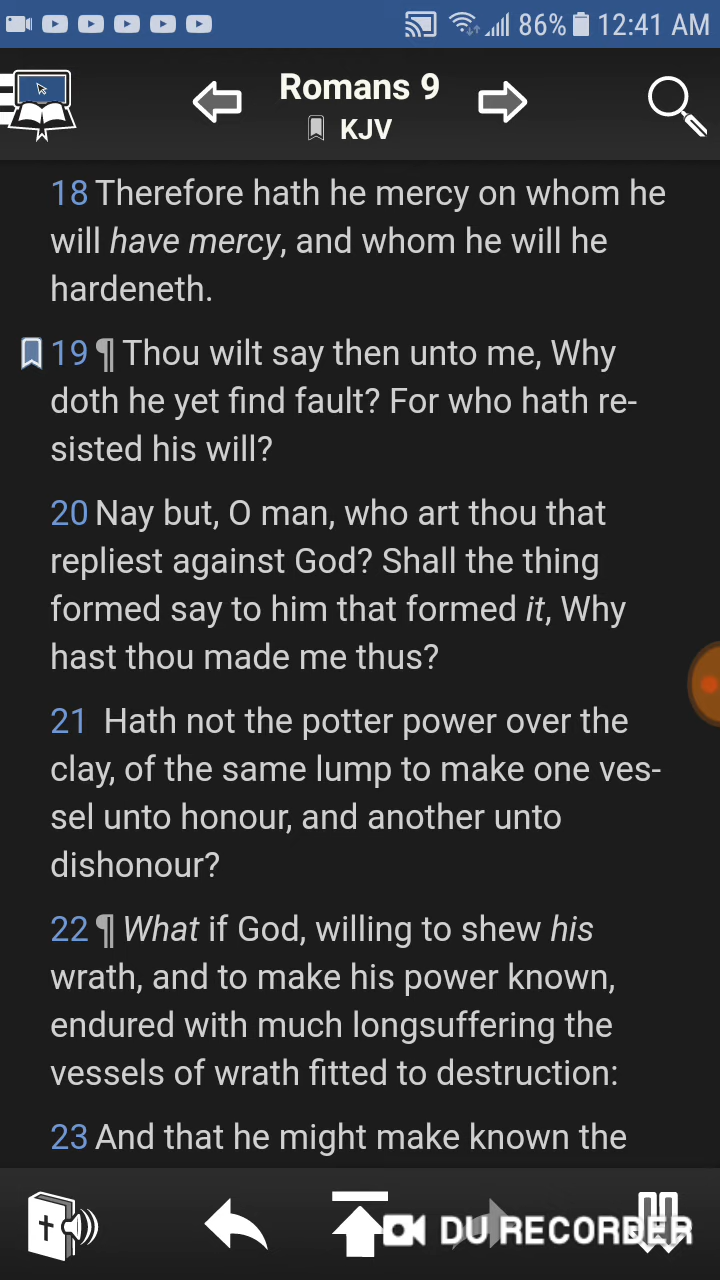 86% 12:41 AM
Romans 9
KJV
18 Therefore hath he mercy on whom he
will have mercy, and whom he will he
hardeneth.
19 ¶ Thou wilt say then unto me, Why
doth he yet find fault? For who hath re-
sisted his will?
20 Nay but, O man, who art thou that
repliest against God? Shall the thing
formed say to him that formed it, Why
hast thou made me thus?
21 Hath not the potter power over the
clay, of the same lump to make one ves-
sel unto honour, and another unto
dishonour?
22 ¶ What if God, willing to shew his
wrath, and to make his power known,
endured with much longsuffering the
vessels of wrath fitted to destruction:
23 And that he might make known the
DU RECORDER